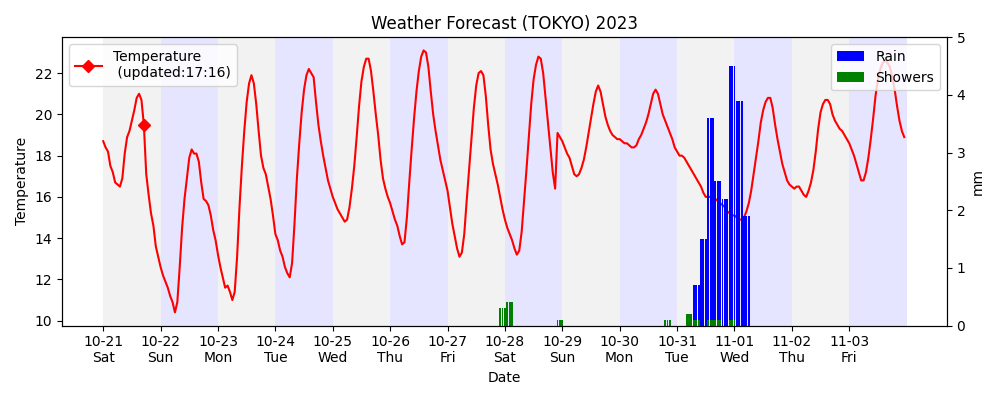 Weather Forecast (TOKYO) 2023
Temperature
(updated:17:16)
Rain
Showers
Temperature
22
20
18
16
14
12
10
5
4
3
2
1
0
mm
10-21 10-22 10-23 10-24 10-25 10-26 10-27 10-28 10-29 10-30 10-31 11-01 11-02 11-03
Sat Sun Mon Tue Wed Thu Fri Sat Sun Mon Tue Wed Thu Fri
Date